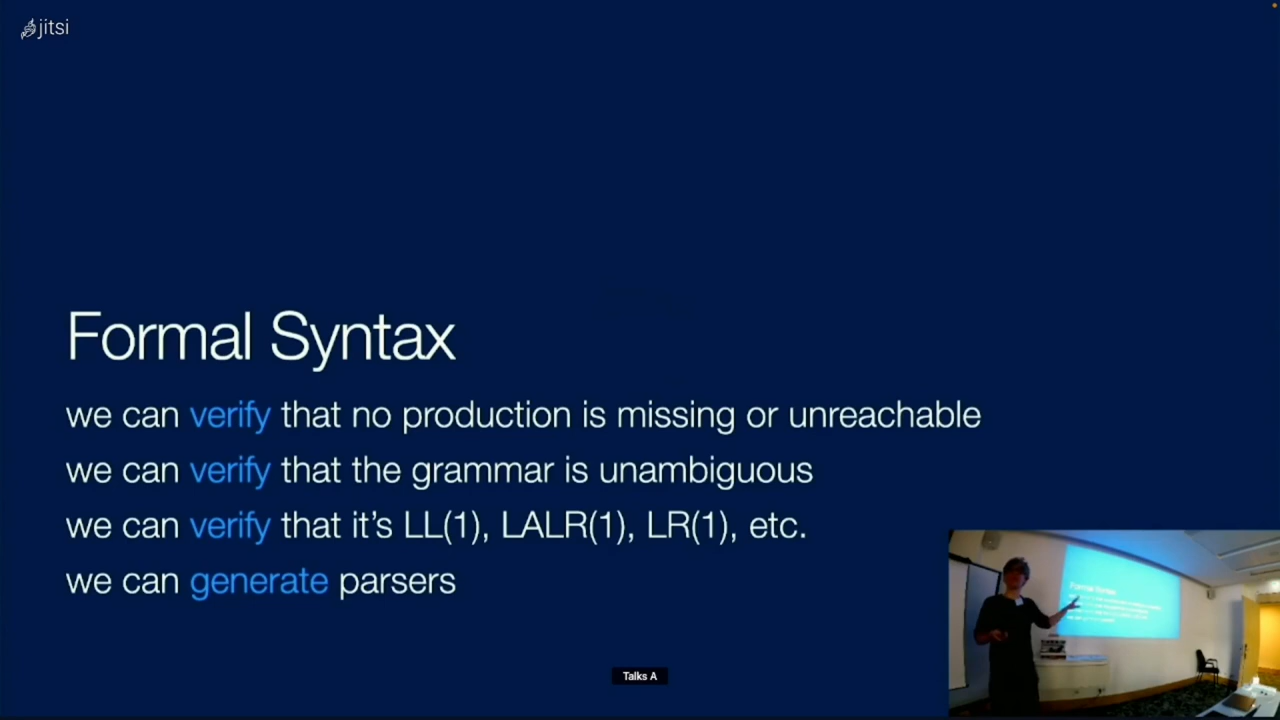 jitsi
Formal Syntax
we can verify that no production is missing or unreachable
we can verify that the grammar is unambiguous
we can verify that it's LL(1), LALR(1), LR(1), etc.
we can generate parsers
Formal Syntax
Talks A